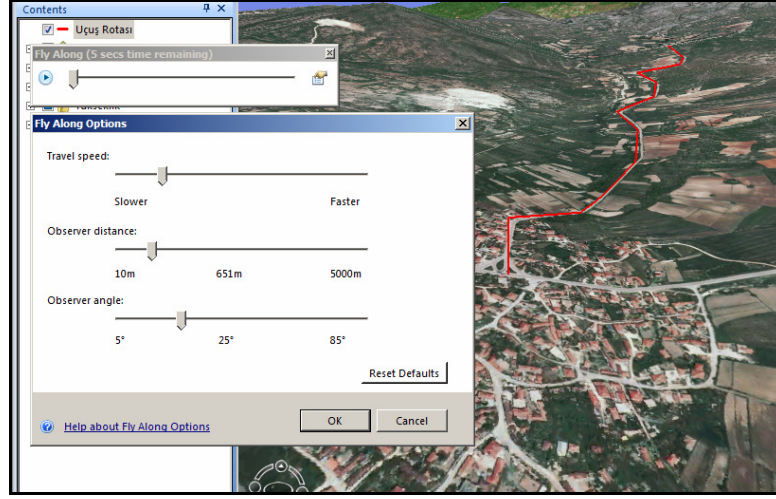 Contents
Uçuş Rotası
Fly Along (5 secs time remaining)
Yükseklik
Fly Along Options
Travel speed:
Slower Faster
Observer distance:
10m 651m 5000m
Observer angle:
5° 25° 85°
Reset Defaults
Help about Fly Along Options
OK Cancel